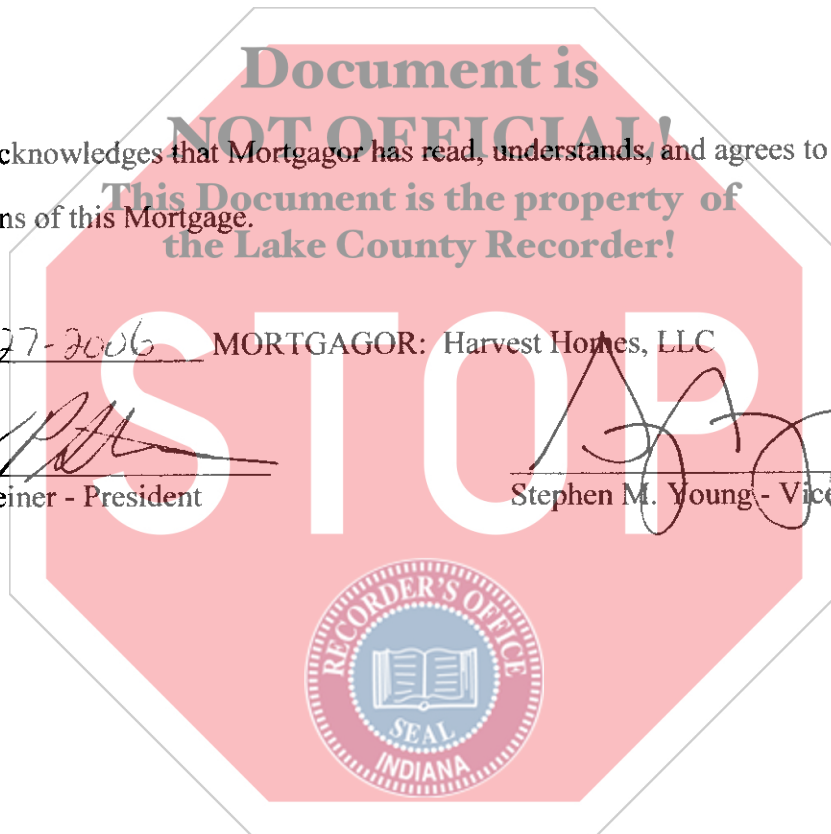 Document is
NOT OFFICIAL!
cknowledges that Mortgagor has read, understands, and agrees to
This Document is the property of
ns of this Mortgage.
the Lake County Recorder!
27-2006 MORTGAGOR: Harvest Homes, LLC
STOP
einer - President
Stephen M. Young - Vice
RECORDER'S OFFICE
SEAL
INDIANA